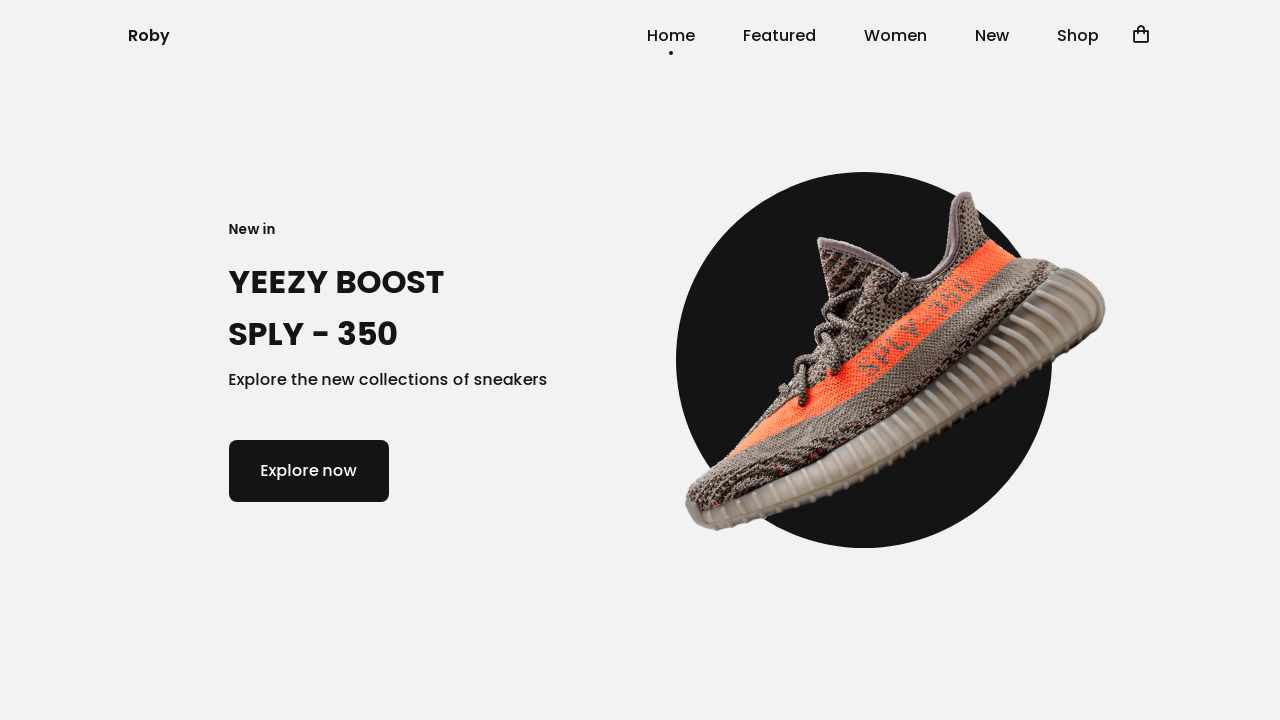 Roby
Home Featured Women New Shop
New in
YEEZY BOOST
SPLY - 350
Explore the new collections of sneakers
Explore now
SPLY-350